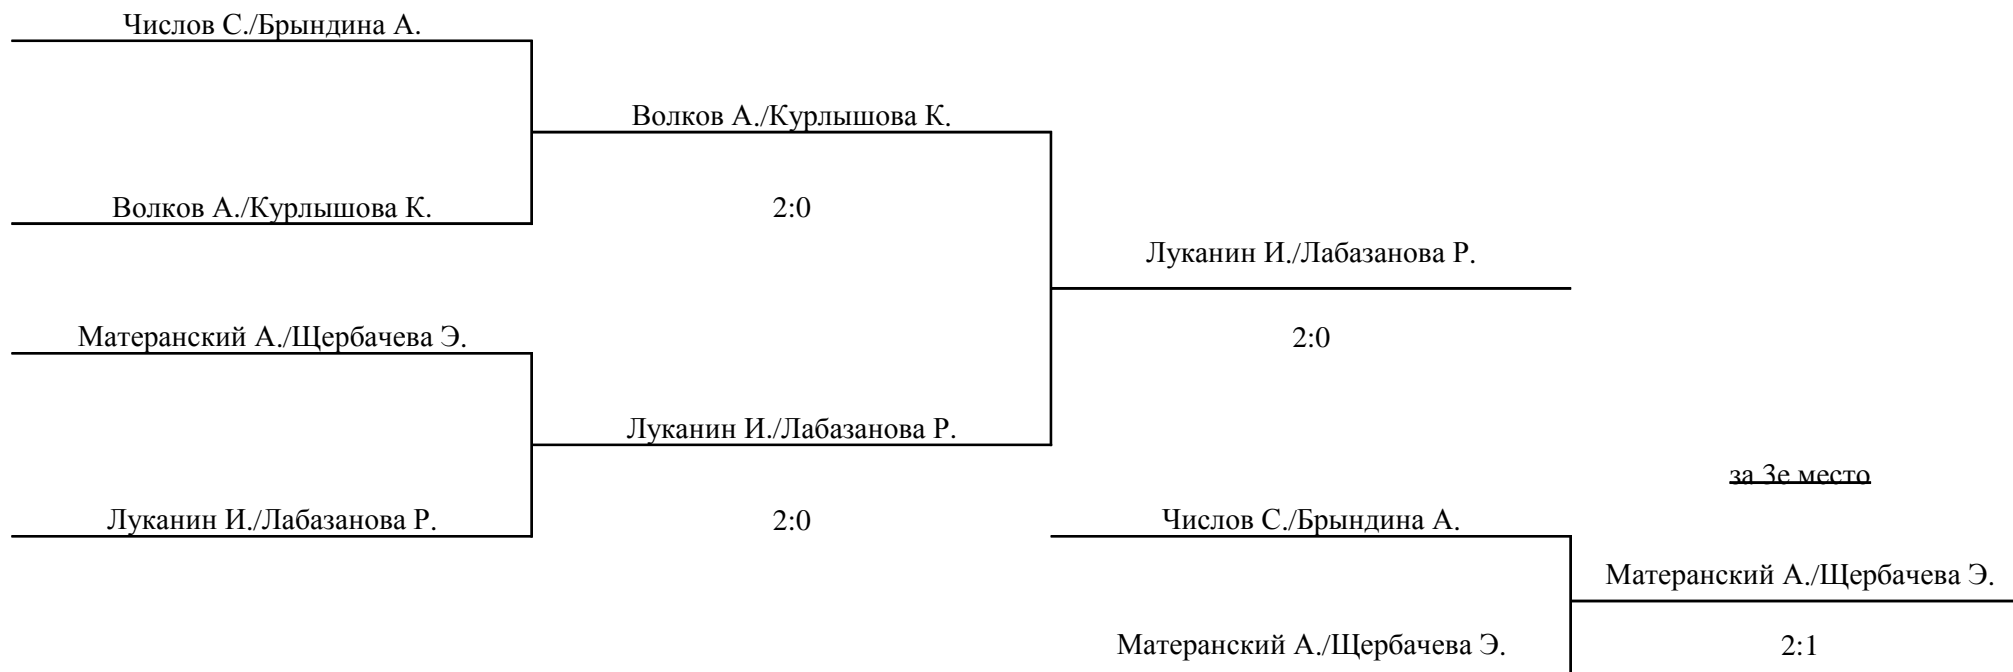 Числов С./Брындина А.
Волков А./Курлышова К.
Волков А./Курлышова К.
2:0
Луканин И./Лабазанова Р.
Материанский А./Щербачева Э.
2:0
Луканин И./Лабазанова Р.
за 3е место
Луканин И./Лабазанова Р.
2:0
Числов С./Брындина А.
Матеранский А./Щербачева Э.
Матеранский А./Щербачева Э.
2:1